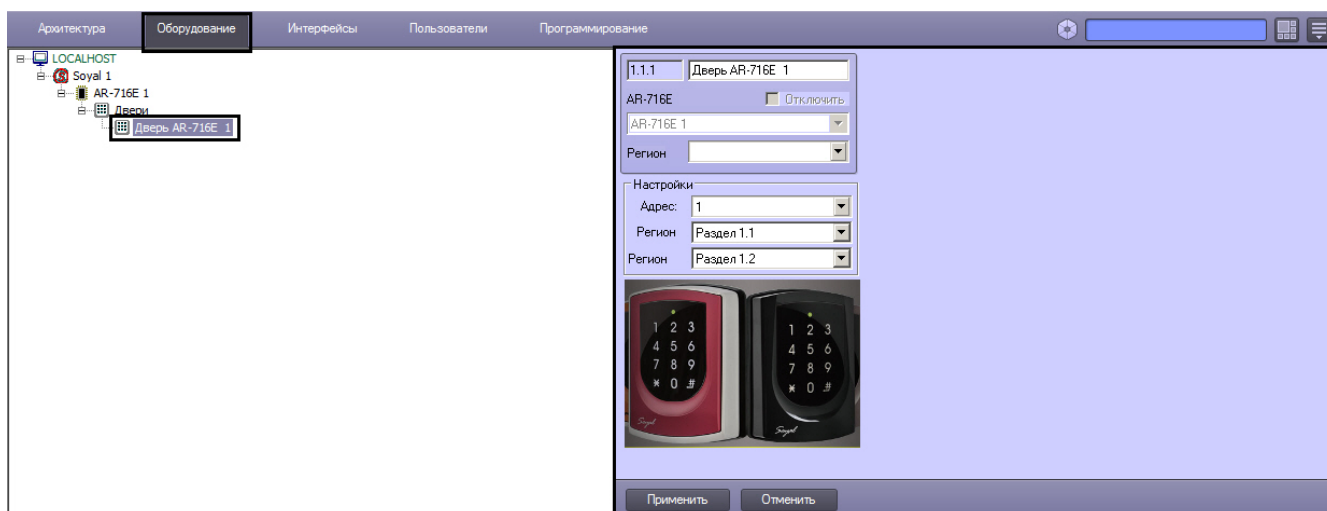 Архитектура Оборудование Интерфейсы Пользователи Программирование
LOCALHOST
Soyal 1
AR-716E 1
Двери
Дверь AR-716E 1
1.1.1 Дверь AR-716E 1
AR-716E Отключить
AR-716E 1
Регион
Настройки
Адрес: 1
Регион Раздел 1.1
Регион Раздел 1.2
1 2 3 1 2 3
4 5 6 4 5 6
7 8 9 7 8 9
* 0 # * 0 #
Soyal Soyal
Применить Отменить